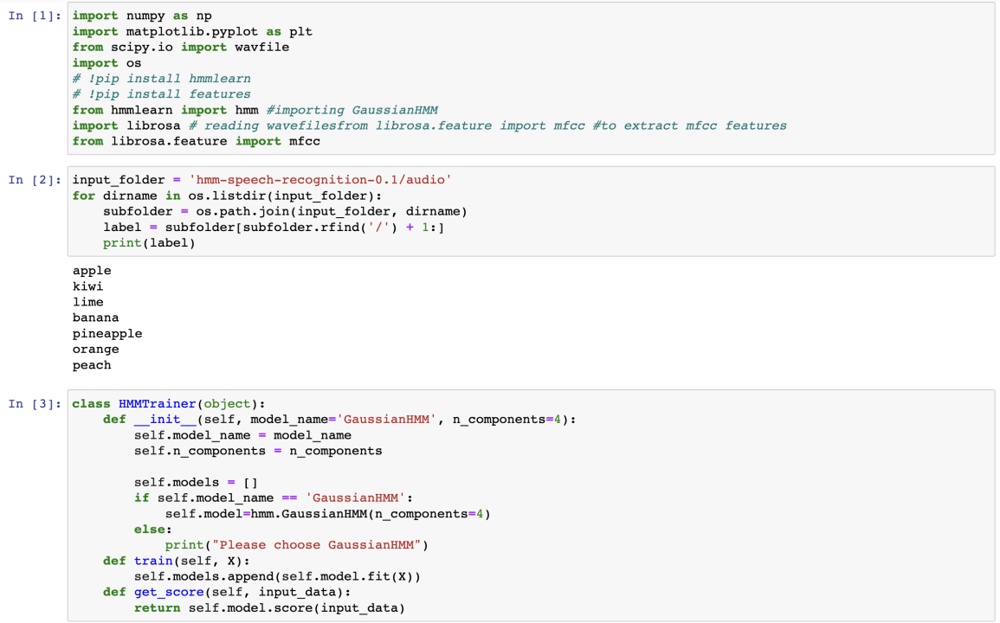 In [1]: import numpy as np
import matplotlib.pyplot as plt
from scipy.io import wavfile
import os
# !pip install hmmlearn
# !pip install features
from hmmlearn import hmm #importing GaussianHMM
import librosa # reading wavefilesfrom librosa.feature import mfcc #to extract mfcc features
from librosa.feature import mfcc
In [2]: input_folder = 'hmm-speech-recognition-0.1/audio'
for dirname in os.listdir(input_folder):
    subfolder = os.path.join(input_folder, dirname)
    label = subfolder[subfolder.rfind('/') + 1:]
    print(label)
apple
kiwi
lime
banana
pineapple
orange
peach
In [3]: class HMMTrainer(object):
    def __init__(self, model_name='GaussianHMM', n_components=4):
        self.model_name = model_name
        self.n_components = n_components
        self.models = []
        if self.model_name == 'GaussianHMM':
            self.model=hmm.GaussianHMM(n_components=4)
        else:
            print("Please choose GaussianHMM")
    def train(self, X):
        self.models.append(self.model.fit(X))
    def get_score(self, input_data):
        return self.model.score(input_data)